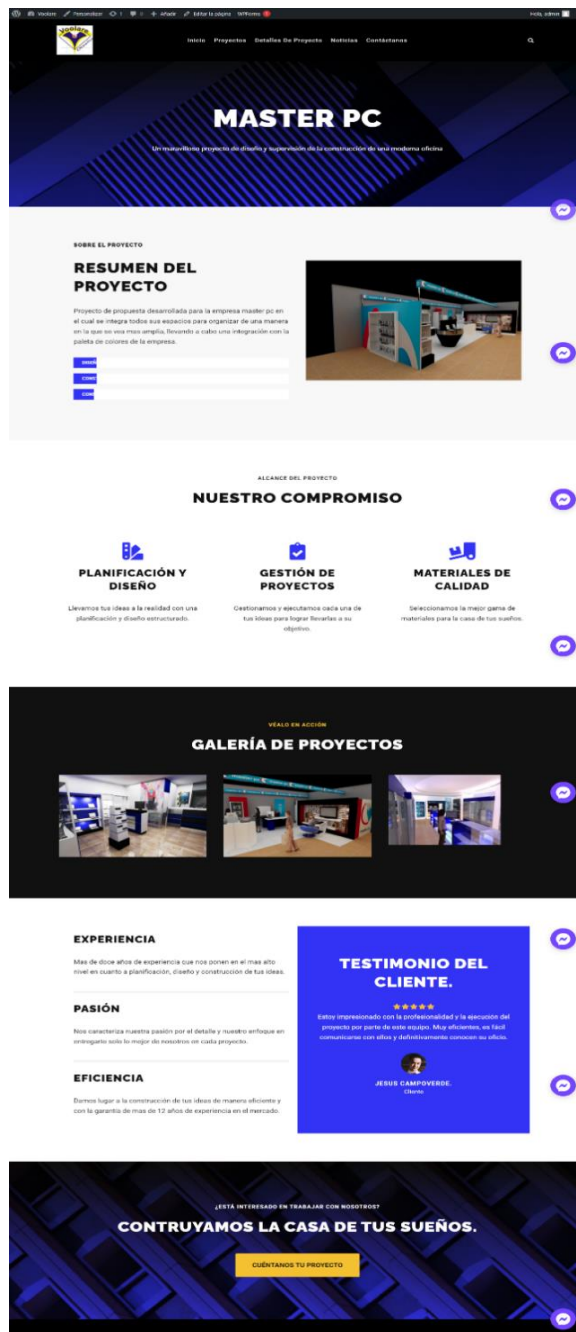 Voolare Personalizar 1 0 Añadir Editar la página WPForms
Hola, admin
Voolare
Inicio Proyectos Detalles De Proyecto Noticias Contáctanos
MASTER PC
Un maravilloso proyecto de diseño y supervisión de la construcción de una moderna oficina
SOBRE EL PROYECTO
RESUMEN DEL
PROYECTO
Proyecto de propuesta desarrollada para la empresa master pc en
el cual se integra todos sus espacios para organizar de una manera
en la que se vea mas amplia, llevando a cabo una integración con la
paleta de colores de la empresa.
ALCANCE DEL PROYECTO
NUESTRO COMPROMISO
PLANIFICACIÓN Y
DISEÑO
Llevamos tus ideas a la realidad con una
planificación y diseño estructurado.
GESTIÓN DE
PROYECTOS
Gestionamos y ejecutamos cada una de
tus ideas para lograr llevarlas a su
objetivo.
MATERIALES DE
CALIDAD
Seleccionamos la mejor gama de
materiales para la casa de tus sueños.
VÉALO EN ACCIÓN
GALERÍA DE PROYECTOS
EXPERIENCIA
Mas de doce años de experiencia que nos ponen en el mas alto
nivel en cuanto a planificación, diseño y construcción de tus ideas.
PASIÓN
Nos caracteriza nuestra pasión por el detalle y nuestro enfoque en
entregarte solo lo mejor de nosotros en cada proyecto.
EFICIENCIA
Damos lugar a la construcción de tus ideas de manera eficiente y
con la garantía de mas de 12 años de experiencia en el mercado.
TESTIMONIO DEL
CLIENTE.
Estoy impresionado con la profesionalidad y la ejecución del
proyecto por parte de este equipo. Muy eficientes, es fácil
comunicarse con ellos y definitivamente conocen su oficio.
JESUS CAMPOVERDE.
Cliente
¿ESTÁ INTERESADO EN TRABAJAR CON NOSOTROS?
CONTRUYAMOS LA CASA DE TUS SUEÑOS.
CUÉNTANOS TU PROYECTO